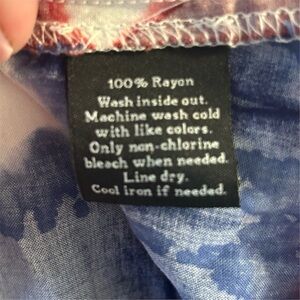 100% Rayon
Wash inside out.
Machine wash cold
with like colors.
Only non-chlorine
bleach when needed.
Line dry.
Cool iron if needed.